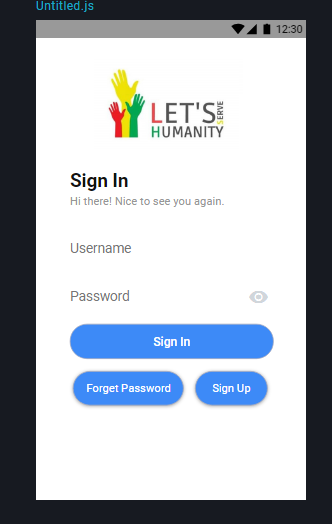 Untitled.js
12:30
LET'S
SERVE
HUMANITY
Sign In
Hi there! Nice to see you again.
Username
Password
Sign In
Forget Password
Sign Up